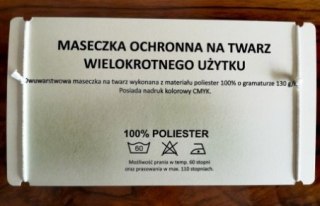 MASECZKA OCHRONNA NA TWARZ
WIELOKROTNEGO UŻYTKU
Dwuwarstwowa maseczka na twarz wykonana z materiału poliester 100% o gramaturze 130 g/
Posiada nadruk kolorowy CMYK.
100% POLIESTER
60
Możliwość prania w temp. 60 stopni
oraz prasowania w max. 110 stopniach.